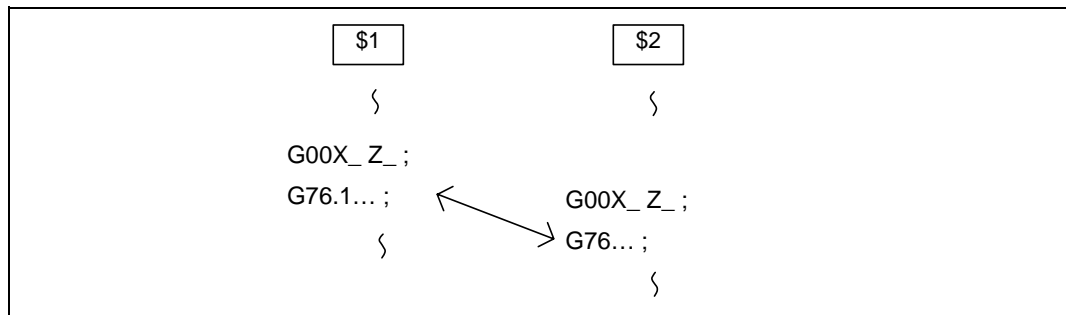 $1
$2
G00X_ Z_ ;
G76.1… ;
G00X_ Z_ ;
G76… ;